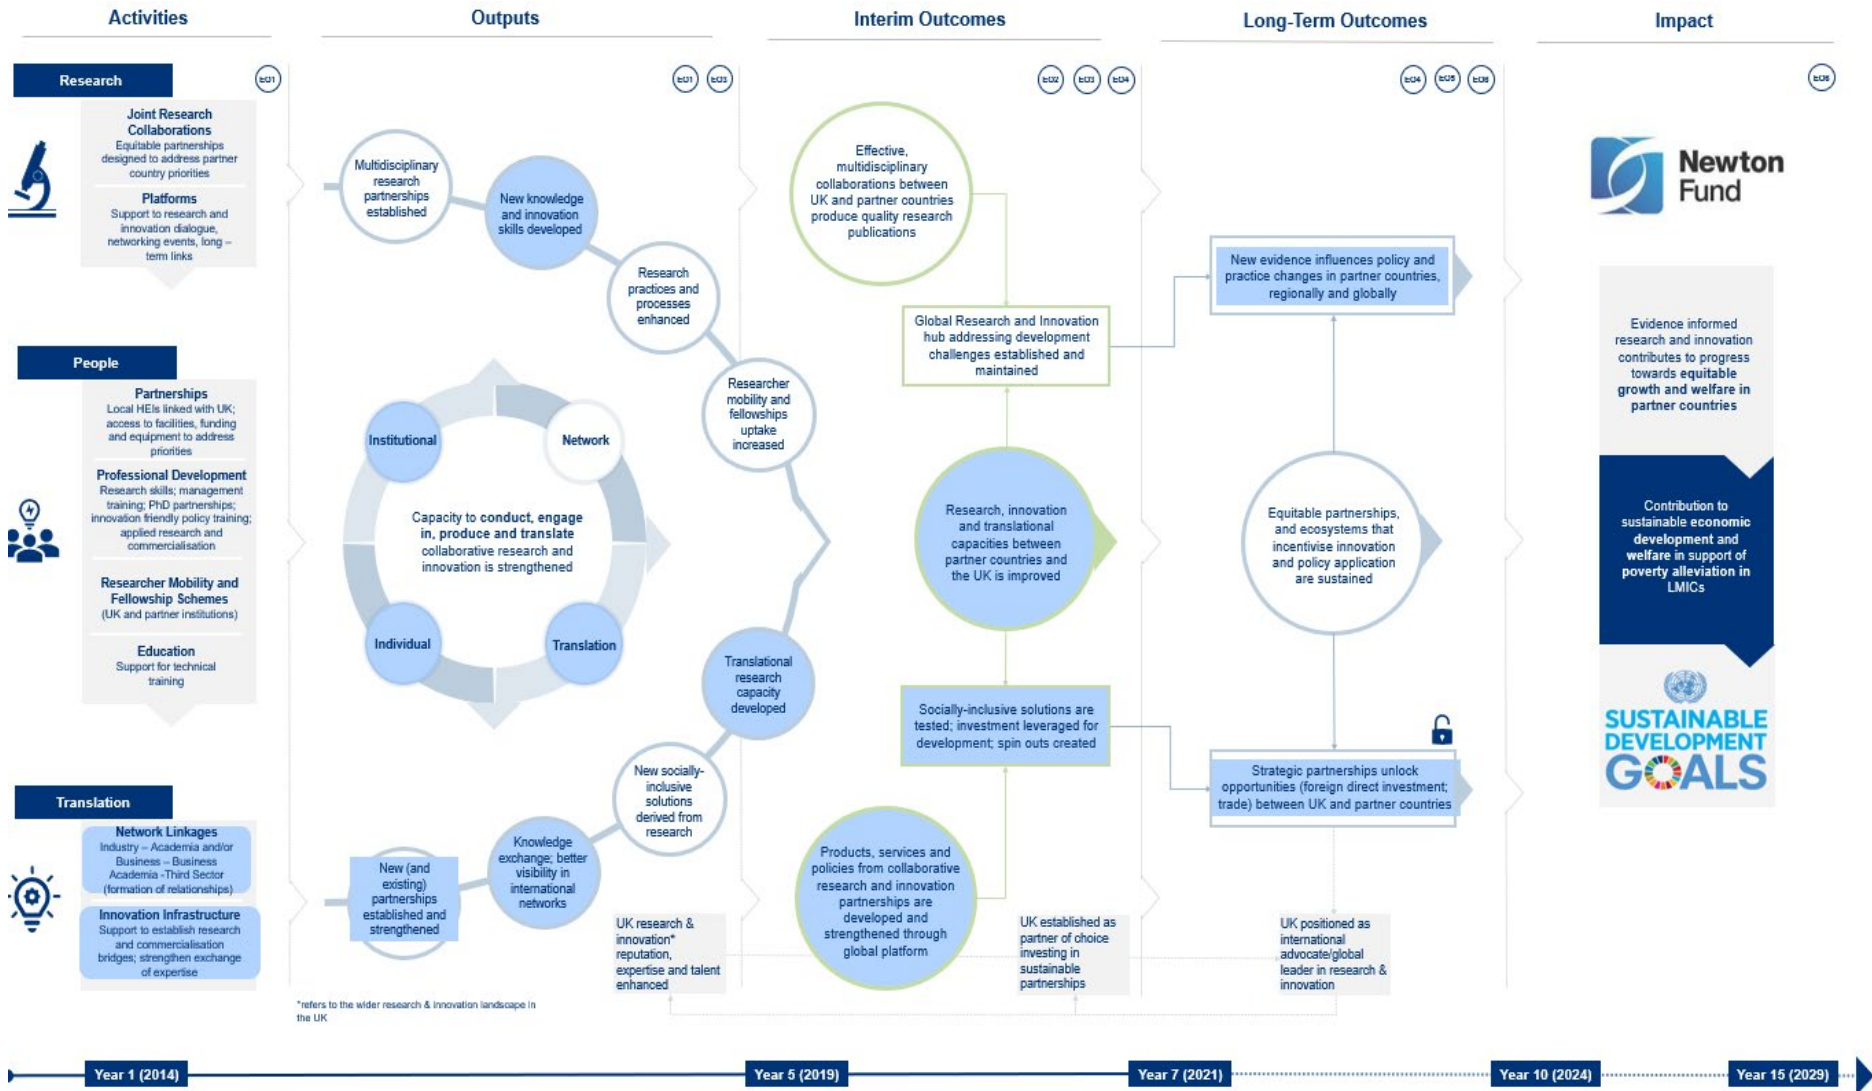 Activities
Outputs
Interim Outcomes
Long-Term Outcomes
Impact
Research
EO1
EO1
EO3
EO2
EO3
EO4
EO4
EO5
EO6
EO6
Joint Research
Collaborations
Equitable partnerships
designed to address partner
country priorities
Platforms
Support to research and
innovation dialogue,
networking events, long –
term links
People
Partnerships
Local HEIs linked with UK;
access to facilities, funding
and equipment to address
priorities
Professional Development
Research skills; management
training; PhD partnerships;
innovation friendly policy training;
applied research and
commercialisation
Researcher Mobility and
Fellowship Schemes
(UK and partner institutions)
Education
Support for technical
training
Translation
Network Linkages
Industry – Academia and/or
Business – Business
Academia -Third Sector
(formation of relationships)
Innovation Infrastructure
Support to establish research
and commercialisation
bridges; strengthen exchange
of expertise
Multidisciplinary
research
partnerships
established
New knowledge
and innovation
skills developed
Research
practices and
processes
enhanced
Researcher
mobility and
fellowships
uptake
increased
Institutional
Network
Capacity to conduct, engage
in, produce and translate
collaborative research and
innovation is strengthened
Individual
Translation
Translational
research
capacity
developed
New socially-
inclusive
solutions
derived from
research
Knowledge
exchange; better
visibility in
international
networks
New (and
existing)
partnerships
established and
strengthened
UK research &
innovation*
reputation,
expertise and talent
enhanced
*refers to the wider research & innovation landscape in
the UK
Effective,
multidisciplinary
collaborations between
UK and partner countries
produce quality research
publications
Global Research and Innovation
hub addressing development
challenges established and
maintained
Research, innovation
and translational
capacities between
partner countries and
the UK is improved
Socially-inclusive solutions are
tested; investment leveraged for
development; spin outs created
Products, services and
policies from collaborative
research and innovation
partnerships are
developed and
strengthened through
global platform
UK established as
partner of choice
investing in
sustainable
partnerships
New evidence influences policy and
practice changes in partner countries,
regionally and globally
Equitable partnerships,
and ecosystems that
incentivise innovation
and policy application
are sustained
Strategic partnerships unlock
opportunities (foreign direct investment;
trade) between UK and partner countries
UK positioned as
international
advocate/global
leader in research &
innovation
Newton
Fund
Evidence informed
research and innovation
contributes to progress
towards equitable
growth and welfare in
partner countries
Contribution to
sustainable economic
development and
welfare in support of
poverty alleviation in
LMICs
SUSTAINABLE
DEVELOPMENT
GOALS
Year 1 (2014)
Year 5 (2019)
Year 7 (2021)
Year 10 (2024)
Year 15 (2029)